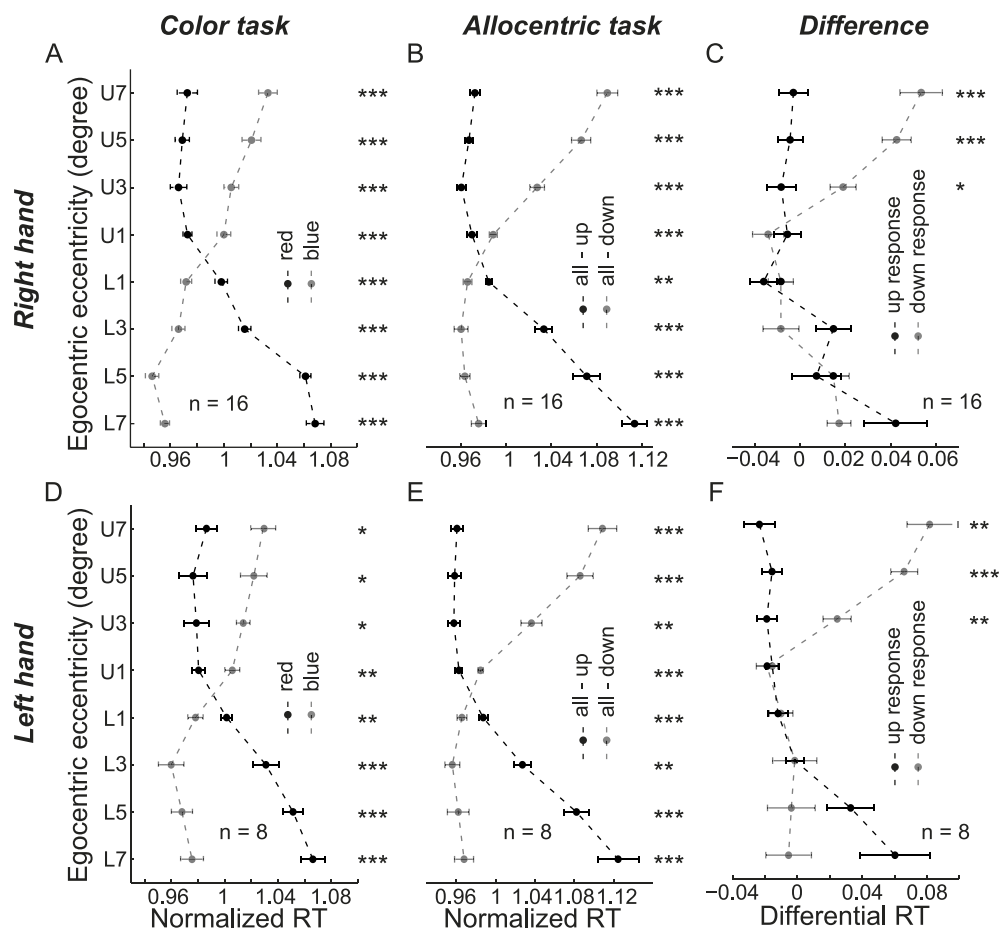 Color task
Allocentric task
Difference
Right hand
A
Egocentric eccentricity (degree)
U7
U5
U3
U1
L1
L3
L5
L7
***
***
***
***
***
***
***
***
red
blue
n = 16
0.96
1
1.04
1.08
B
***
***
***
***
**
***
***
***
all - up
all - down
n = 16
0.96
1
1.04
1.08
1.12
C
***
***
*
up response
down response
n = 16
−0.04
0
0.02
0.06
Left hand
D
Egocentric eccentricity (degree)
U7
U5
U3
U1
L1
L3
L5
L7
*
*
*
**
**
***
***
***
red
blue
n = 8
0.96
1
1.04
1.08
Normalized RT
E
***
***
**
***
***
**
***
***
all - up
all - down
n = 8
0.96
1
1.04
1.08
1.12
Normalized RT
F
**
***
**
up response
down response
n = 8
−0.04
0
0.04
0.08
Differential RT